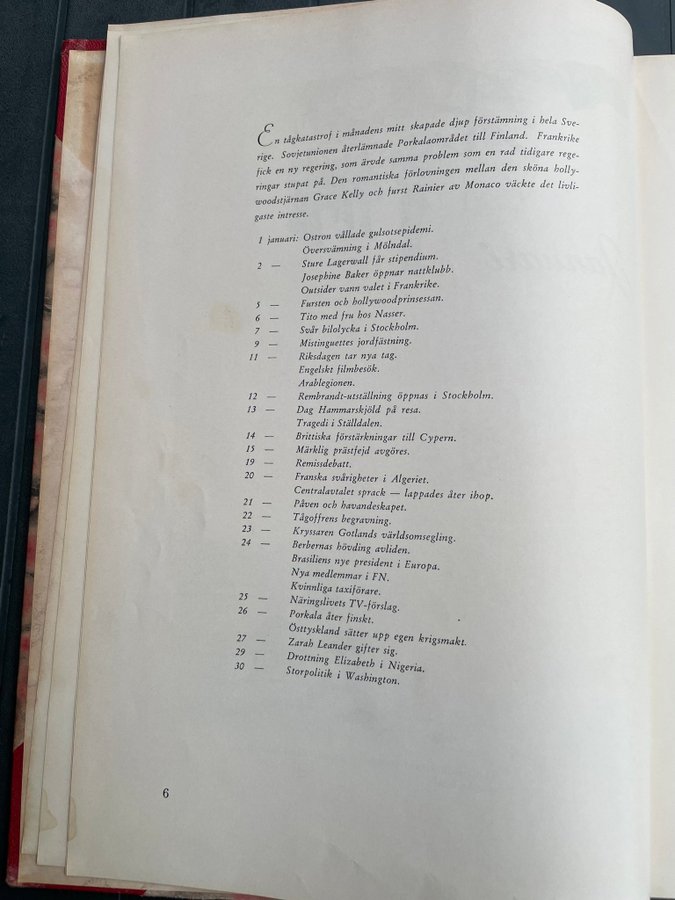 En tågkatastrof i månadens mitt skapade djup förstämning i hela Sve-
rige. Sovjetunionen återlämnade Porkalaområdet till Finland. Frankrike
fick en ny regering, som ärvde samma problem som en rad tidigare rege-
ringar stupat på. Den romantiska förlovningen mellan den sköna holly-
woodstjärnan Grace Kelly och furst Rainier av Monaco väckte det livli-
gaste intresse.
1 januari: Ostron vållade gulsotsepidemi.
Översvämning i Mölndal.
2 — Sture Lagerwall får stipendium.
Josephine Baker öppnar nattklubb.
Outsider vann valet i Frankrike.
5 — Fursten och hollywoodprinsessan.
6 — Tito med fru hos Nasser.
7 — Svår bilolycka i Stockholm.
9 — Mistinguettes jordfästning.
11 — Riksdagen tar nya tag.
Engelskt filmbesök.
Arablegionen.
12 — Rembrandt-utställning öppnas i Stockholm.
13 — Dag Hammarskjöld på resa.
Tragedi i Ställdalen.
14 — Brittiska förstärkningar till Cypern.
15 — Märklig prästfejd avgöres.
19 — Remissdebatt.
20 — Franska svårigheter i Algeriet.
Centralavtalet sprack — lappades åter ihop.
21 — Påven och havandeskapet.
22 — Tågoffrens begravning.
23 — Kryssaren Gotlands världsomsegling.
24 — Berbernas hövding avliden.
Brasiliens nye president i Europa.
Nya medlemmar i FN.
Kvinnliga taxiförare.
25 — Näringslivets TV-förslag.
26 — Porkala åter finskt.
Östtyskland sätter upp egen krigsmakt.
27 — Zarah Leander gifter sig.
29 — Drottning Elizabeth i Nigeria.
30 — Storpolitik i Washington.
6